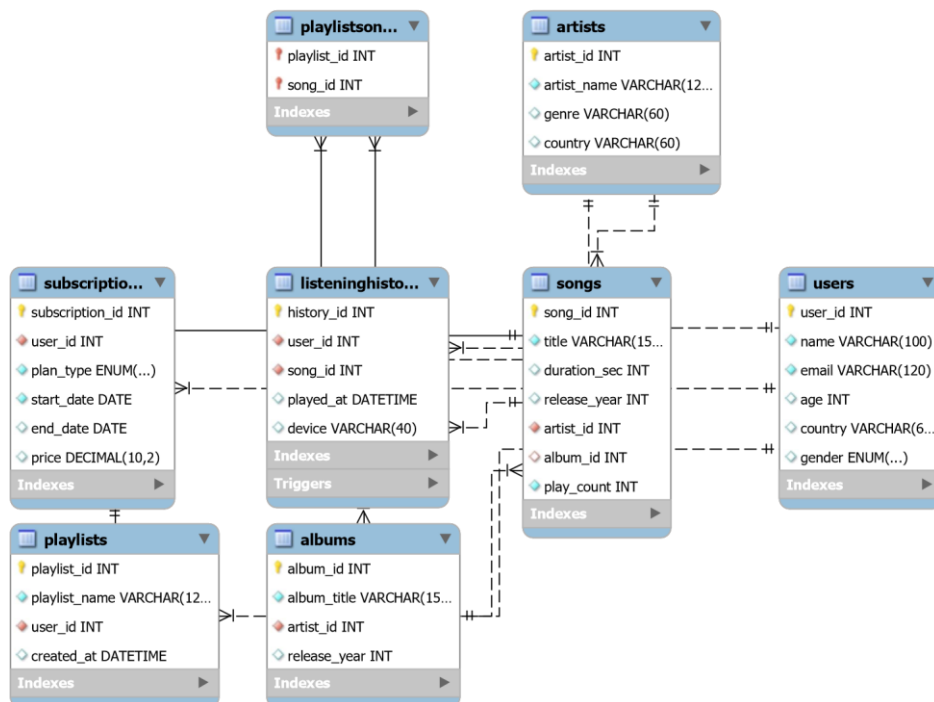 playlistson...
playlist_id INT
song_id INT
Indexes
artists
artist_id INT
artist_name VARCHAR(12...
genre VARCHAR(60)
country VARCHAR(60)
Indexes
subscriptio...
subscription_id INT
user_id INT
plan_type ENUM(...)
start_date DATE
end_date DATE
price DECIMAL(10,2)
Indexes
listeninghisto...
history_id INT
user_id INT
song_id INT
played_at DATETIME
device VARCHAR(40)
Indexes
Triggers
songs
song_id INT
title VARCHAR(15...
duration_sec INT
release_year INT
artist_id INT
album_id INT
play_count INT
Indexes
users
user_id INT
name VARCHAR(100)
email VARCHAR(120)
age INT
country VARCHAR(6...
gender ENUM(...)
Indexes
playlists
playlist_id INT
playlist_name VARCHAR(12...
user_id INT
created_at DATETIME
Indexes
albums
album_id INT
album_title VARCHAR(15...
artist_id INT
release_year INT
Indexes